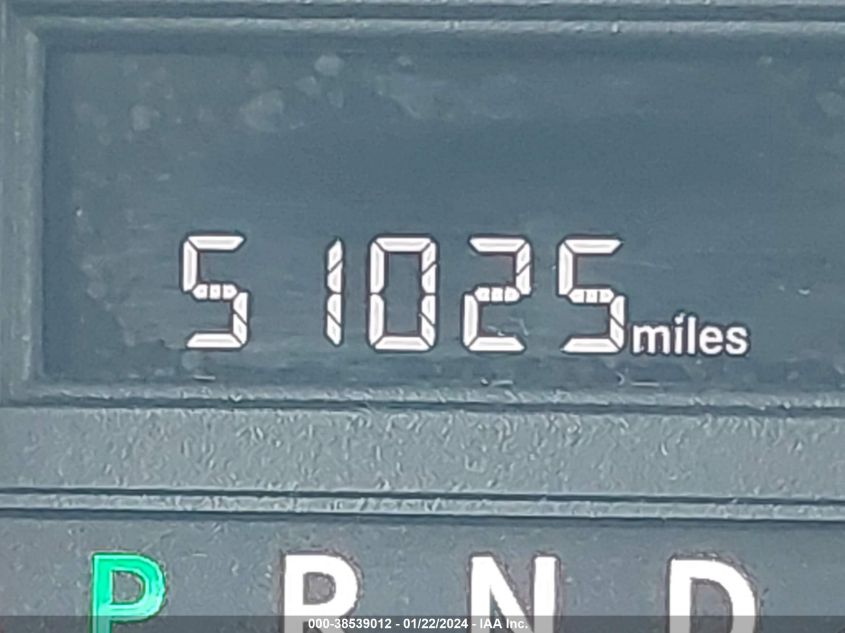 51025 miles
P R N D
000-38539012 - 01/22/2024 - IAA Inc.